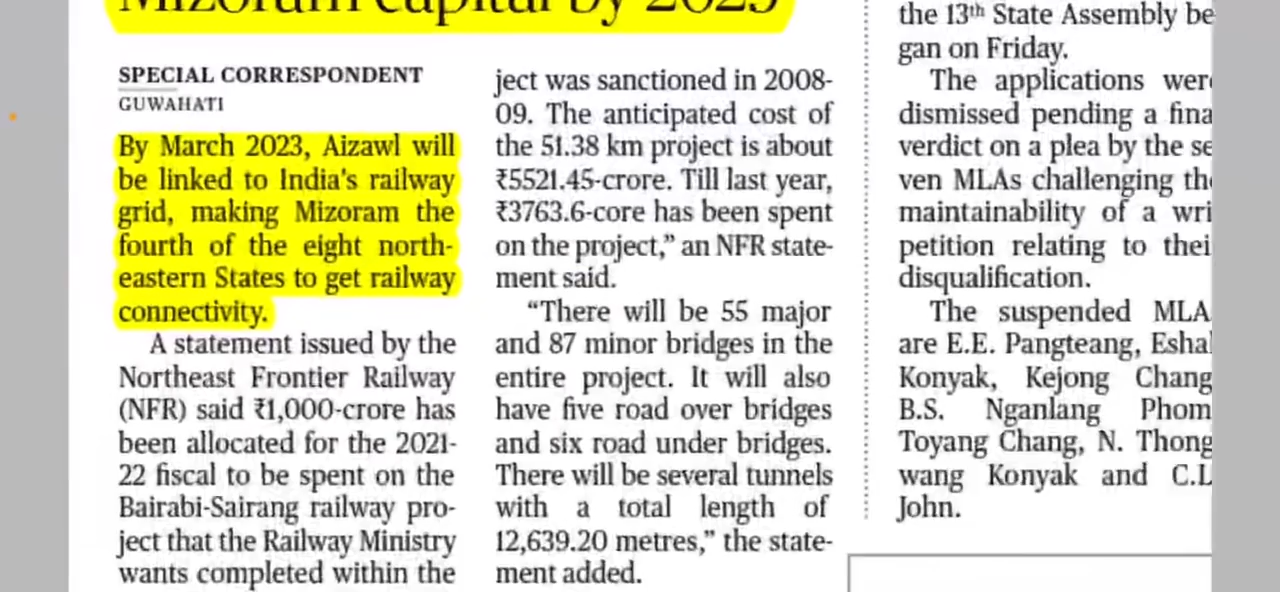 Mizoram capital by 2023
SPECIAL CORRESPONDENT
GUWAHATI
By March 2023, Aizawl will
be linked to India's railway
grid, making Mizoram the
fourth of the eight north-
eastern States to get railway
connectivity.
A statement issued by the
Northeast Frontier Railway
(NFR) said ₹1,000-crore has
been allocated for the 2021-
22 fiscal to be spent on the
Bairabi-Sairang railway pro-
ject that the Railway Ministry
wants completed within the
ject was sanctioned in 2008-
09. The anticipated cost of
the 51.38 km project is about
₹5521.45-crore. Till last year,
₹3763.6-core has been spent
on the project,” an NFR state-
ment said.
“There will be 55 major
and 87 minor bridges in the
entire project. It will also
have five road over bridges
and six road under bridges.
There will be several tunnels
with a total length of
12,639.20 metres,” the state-
ment added.
the 13th State Assembly be
gan on Friday.
The applications wer
dismissed pending a fina
verdict on a plea by the se
ven MLAs challenging th
maintainability of a wri
petition relating to thei
disqualification.
The suspended MLA
are E.E. Pangteang, Eshal
Konyak, Kejong Chang
B.S. Nganlang Phom
Toyang Chang, N. Thong
wang Konyak and C.L
John.